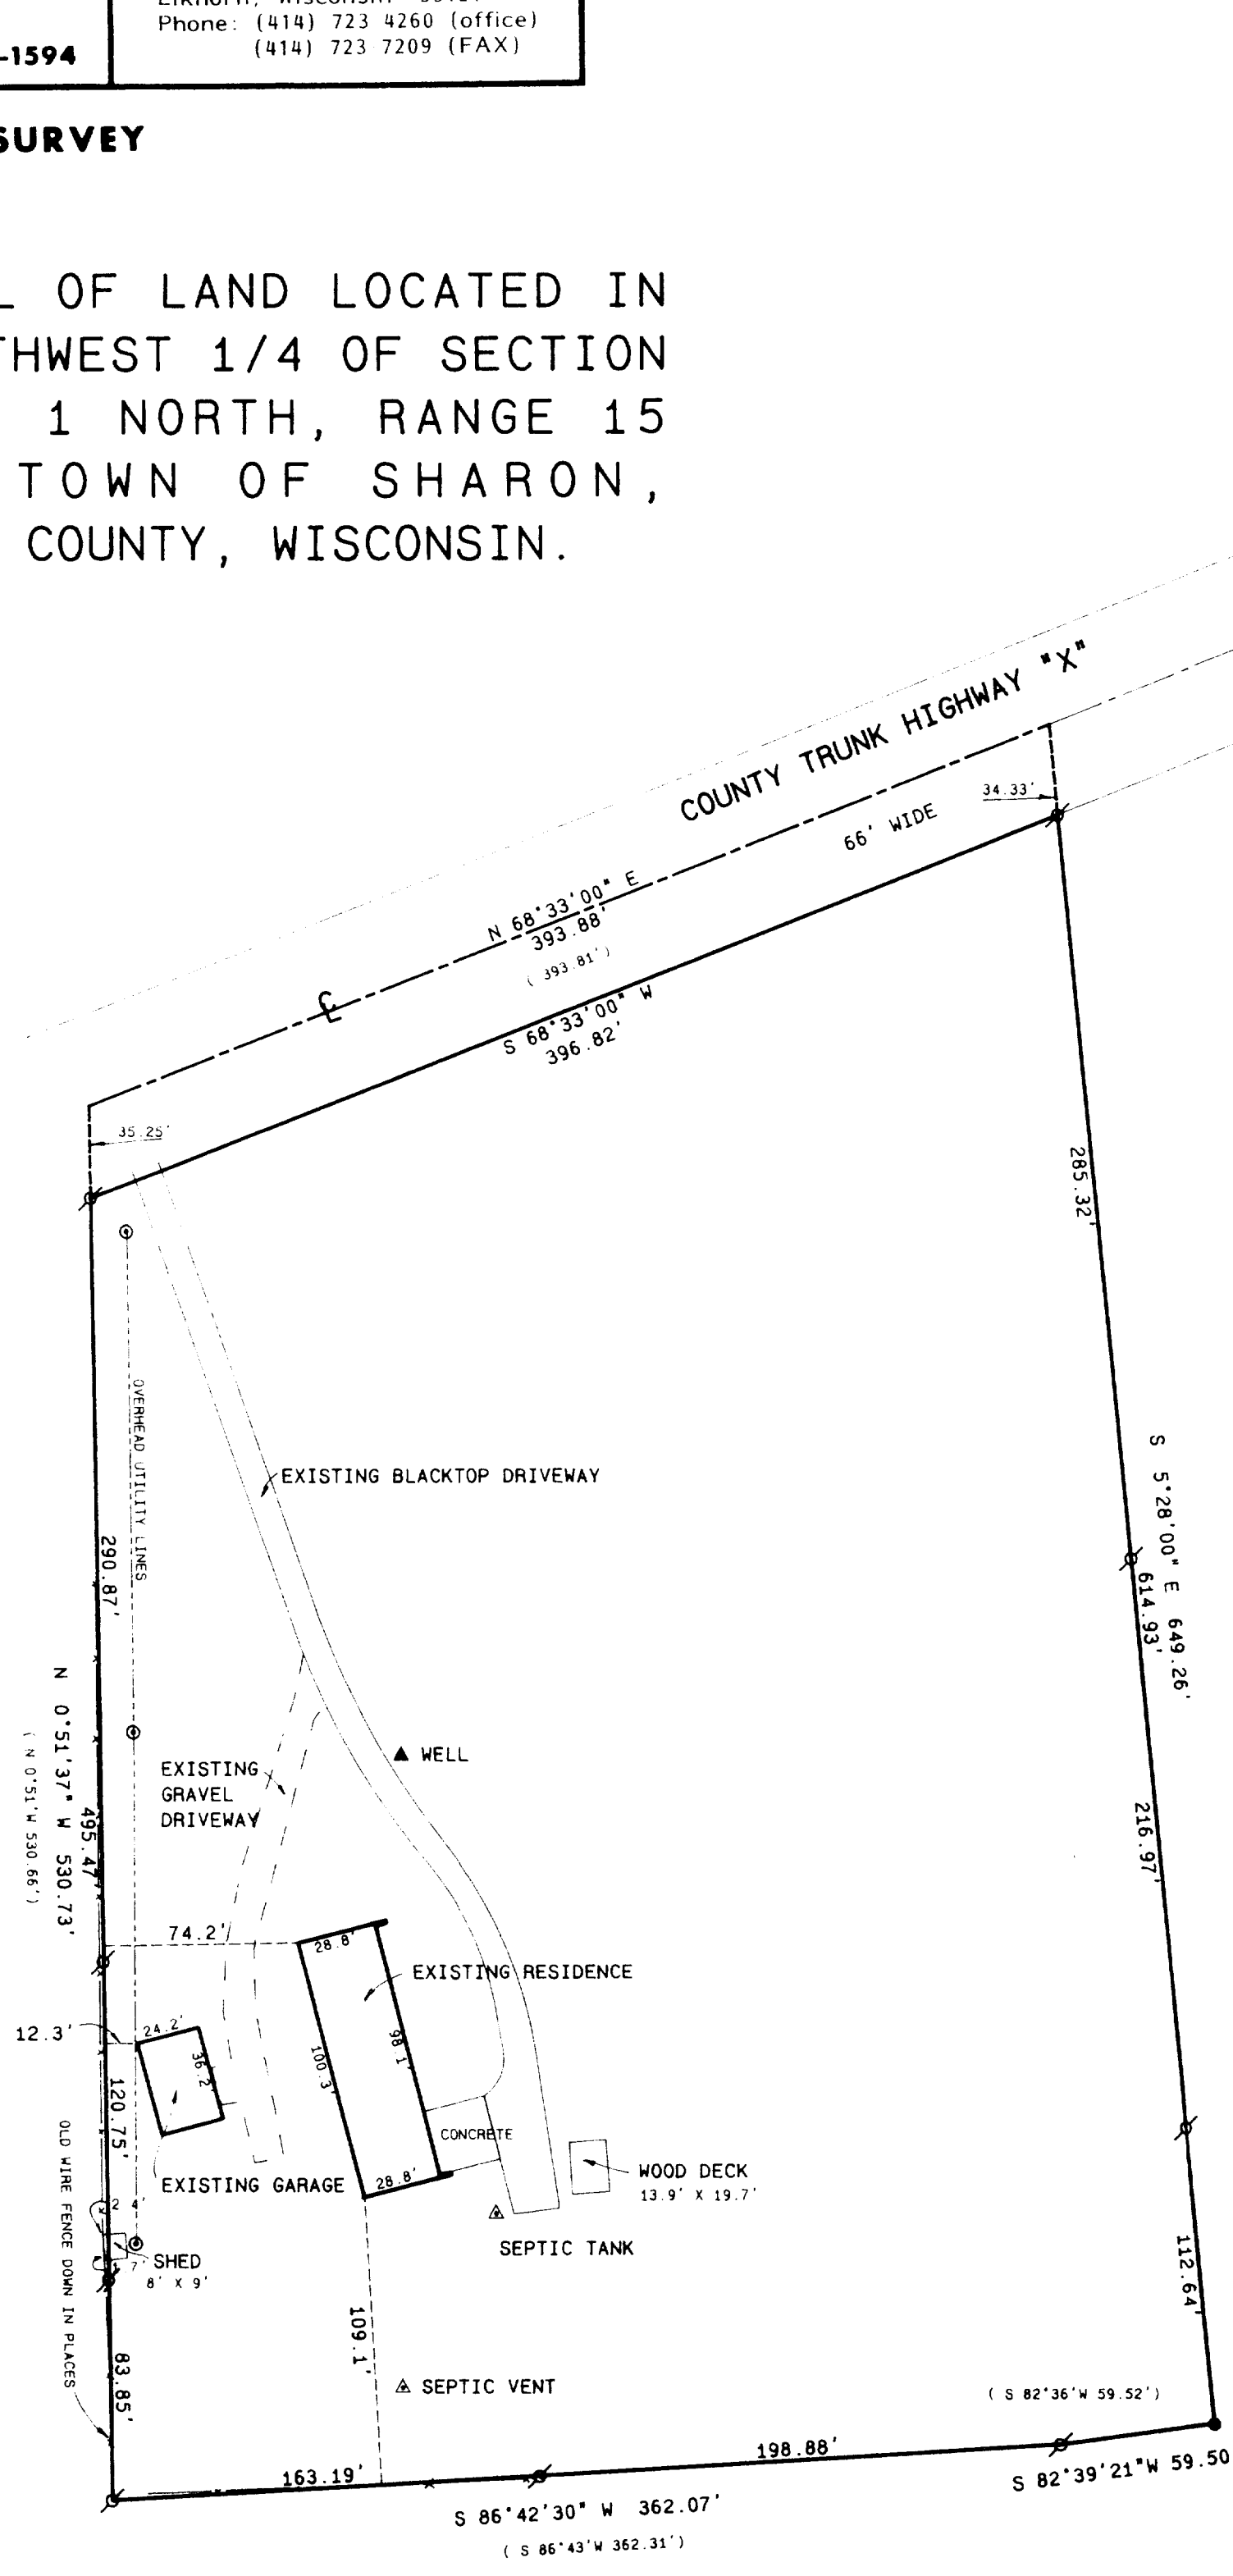 Phone: (414) 723 4260 (office)
(414) 723 7209 (FAX)
-1594
SURVEY
OF LAND LOCATED IN
THWEST 1/4 OF SECTION
1 NORTH, RANGE 15
TOWN OF SHARON,
COUNTY, WISCONSIN.
COUNTY TRUNK HIGHWAY "X"
34.33'
66' WIDE
N 68°33'00" E
393.88'
( 393.81')
S 68°33'00" W
396.82'
35.25'
285.32'
OVERHEAD UTILITY LINES
EXISTING BLACKTOP DRIVEWAY
S 5°28'00" E 649.26'
614.93'
290.87'
N 0°51'37" W 530.73'
495.47'
( N 0°51'W 530.66')
WELL
EXISTING
GRAVEL
DRIVEWAY
216.97'
74.2'
28.8'
EXISTING RESIDENCE
12.3'
24.2'
36.2'
98.1'
100.3'
120.75'
CONCRETE
OLD WIRE FENCE DOWN IN PLACES
EXISTING GARAGE
28.8'
WOOD DECK
13.9' X 19.7'
SEPTIC TANK
SHED
8' X 9'
112.64'
109.1'
83.85'
SEPTIC VENT
( S 82°36'W 59.52')
198.88'
163.19'
S 82°39'21"W 59.50
S 86°42'30" W 362.07'
( S 86°43'W 362.31')